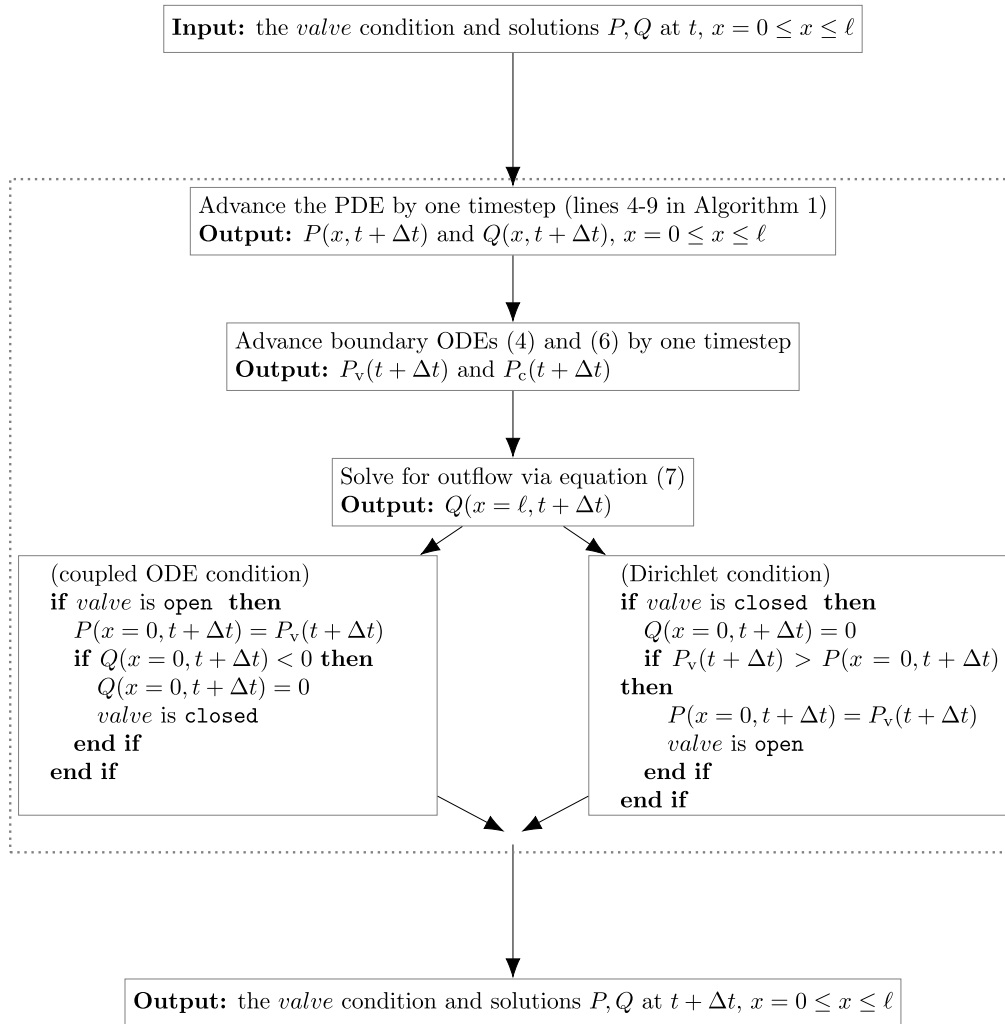 Input: the valve condition and solutions P, Q at t, x = 0 ≤ x ≤ ℓ
Advance the PDE by one timestep (lines 4-9 in Algorithm 1)
Output: P(x, t + Δt) and Q(x, t + Δt), x = 0 ≤ x ≤ ℓ
Advance boundary ODEs (4) and (6) by one timestep
Output: Pᵥ(t + Δt) and P_c(t + Δt)
Solve for outflow via equation (7)
Output: Q(x = ℓ, t + Δt)
(coupled ODE condition)
if valve is open then
P(x = 0, t + Δt) = Pᵥ(t + Δt)
if Q(x = 0, t + Δt) < 0 then
Q(x = 0, t + Δt) = 0
valve is closed
end if
end if
(Dirichlet condition)
if valve is closed then
Q(x = 0, t + Δt) = 0
if Pᵥ(t + Δt) > P(x = 0, t + Δt)
then
P(x = 0, t + Δt) = Pᵥ(t + Δt)
valve is open
end if
end if
Output: the valve condition and solutions P, Q at t + Δt, x = 0 ≤ x ≤ ℓ